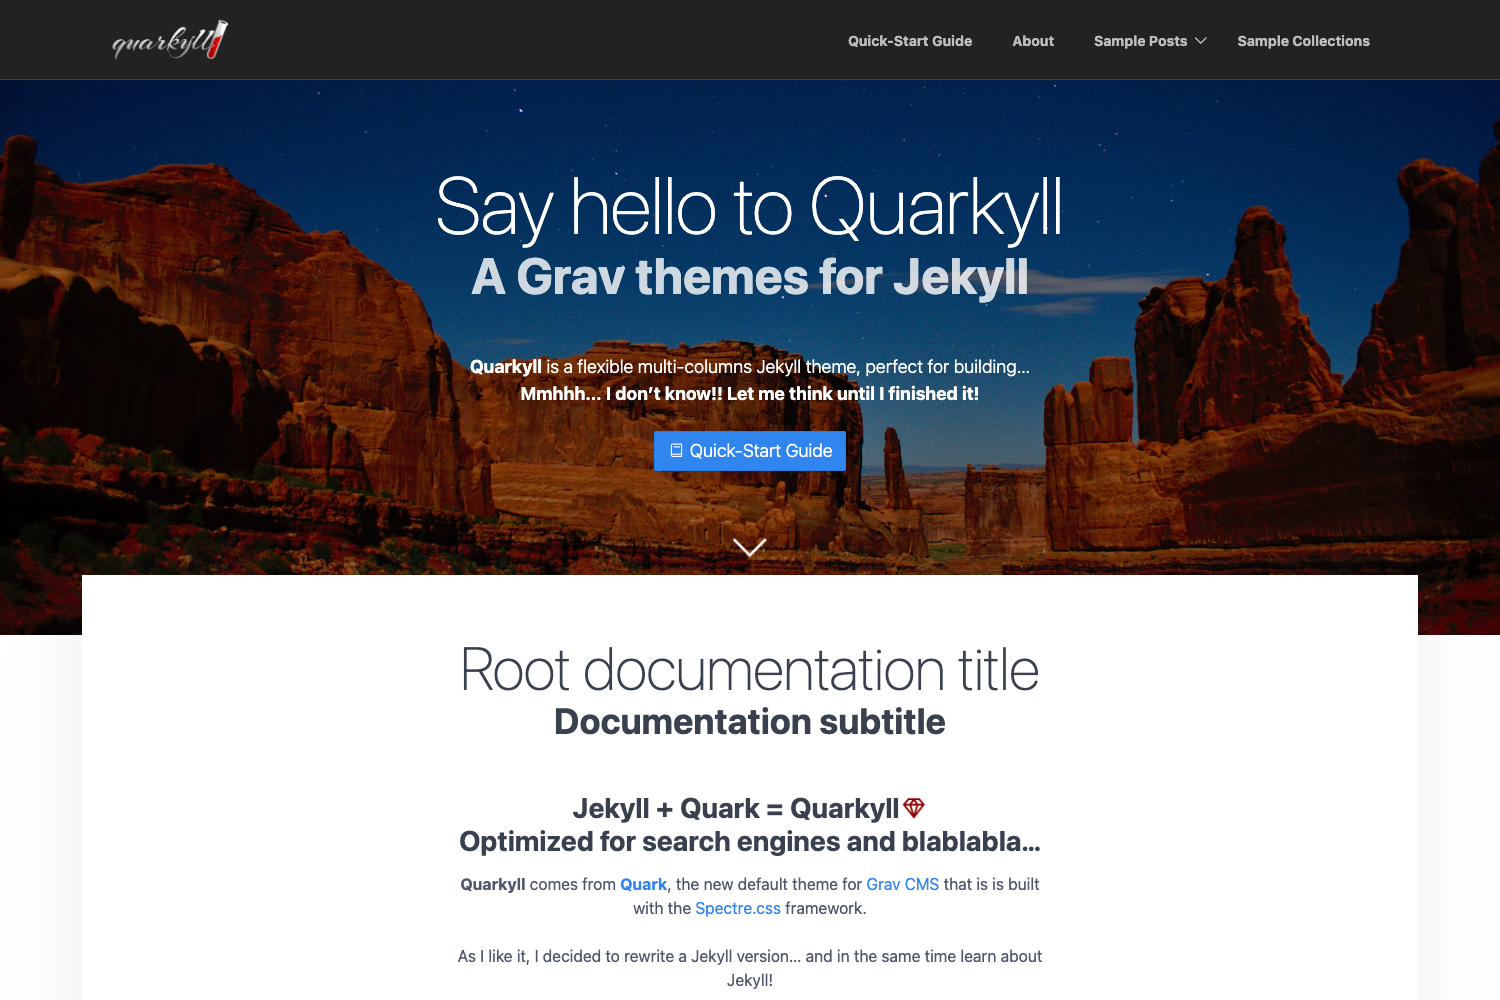 quarkyll
Quick-Start Guide
About
Sample Posts
Sample Collections
Say hello to Quarkyll
A Grav themes for Jekyll
Quarkyll is a flexible multi-columns Jekyll theme, perfect for building...
Mmhhh... I don’t know!! Let me think until I finished it!
Quick-Start Guide
Root documentation title
Documentation subtitle
Jekyll + Quark = Quarkyll
Optimized for search engines and blablabla...
Quarkyll comes from Quark, the new default theme for Grav CMS that is is built
with the Spectre.css framework.
As I like it, I decided to rewrite a Jekyll version... and in the same time learn about
Jekyll!